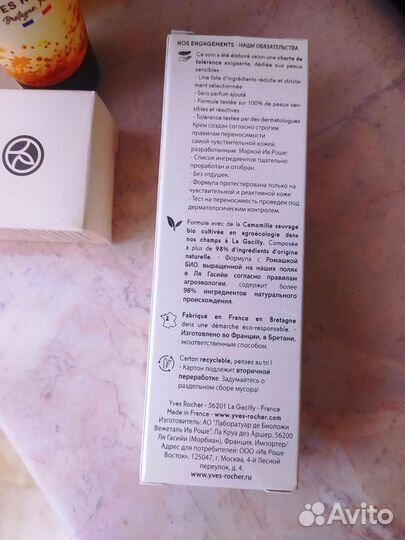 YVES R
Bretagne, F
NOS ENGAGEMENTS - НАШИ ОБЯЗАТЕЛЬСТВА
Ce soin a été élaboré selon une charte de
tolérance exigeante, dédiée aux peaux
sensibles :
- Une liste d'ingrédients réduite et stricte-
ment sélectionnée
- Sans parfum ajouté
- Formule testée sur 100% de peaux sen-
sibles et réactives
- Tolérance testée par des dermatologues
Крем создан согласно строгим
правилам переносимости
самой чувствительной кожей,
разработанным Маркой Ив Роше:
- Список ингредиентов тщательно
проработан и отобран.
- Без отдушек.
- Формула протестирована только на
чувствительной и реактивной коже.
- Тест на переносимость проведен под
дерматологическим контролем.
Formule avec de la Camomille sauvage
bio cultivée en agroécologie dans
nos champs à La Gacilly. Composée
à plus de 98% d'ingrédients d'origine
naturelle. - Формула с Ромашкой
БИО, выращенной на наших полях
в Ля Гасийи согласно правилам
агроэкологии, содержит более
98% ингредиентов натурального
происхождения.
Fabriqué en France en Bretagne
dans une démarche éco-responsable. -
Изготовлено во Франции, в Бретани,
экоответственным способом.
Carton recyclable, pensez au tri !
- Картон подлежит вторичной
переработке. Задумайтесь о
раздельном сборе мусора!
Yves Rocher - 56201 La Gacilly - France
Made in France - www.yves-rocher.com
Изготовитель: АО "Лаборатуар де Биоложи
Вежеталь Ив Роше", Ла Круа дез Аршер, 56200
Ля Гасийи (Морбиан), Франция. Импортер/
Адрес для потребителей: ООО «Ив Роше
Восток», 125047, г. Москва, 4-й Лесной
переулок, д. 4.
www.yves-rocher.ru
Avito